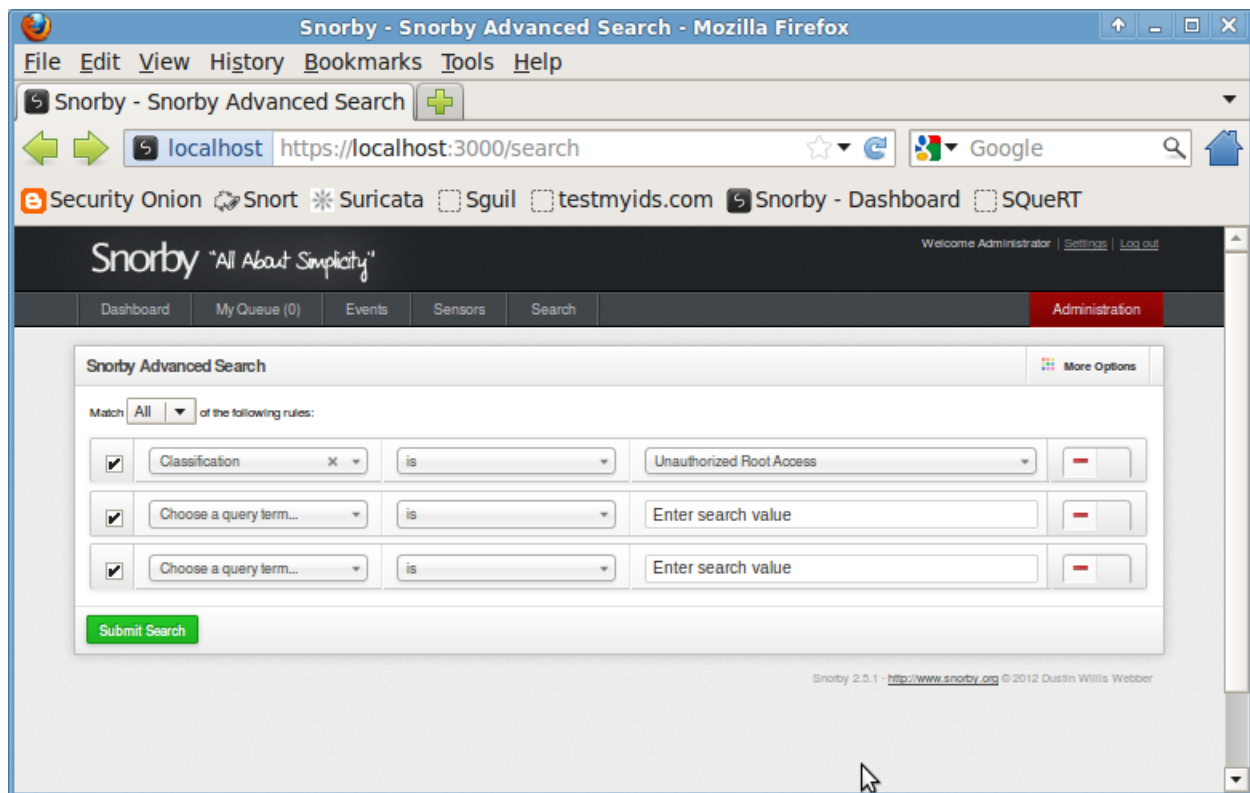 Snorby - Snorby Advanced Search - Mozilla Firefox
File Edit View History Bookmarks Tools Help
Snorby - Snorby Advanced Search
localhost https://localhost:3000/search Google
Security Onion Snort Suricata Sguil testmyids.com Snorby - Dashboard SQueRT
Welcome Administrator | Settings | Log out
Snorby "All About Simplicity"
Dashboard My Queue (0) Events Sensors Search Administration
Snorby Advanced Search More Options
Match All of the following rules:
Classification is Unauthorized Root Access
Choose a query term... is Enter search value
Choose a query term... is Enter search value
Submit Search
Snorby 2.5.1 - http://www.snorby.org © 2012 Dustin Willis Webber